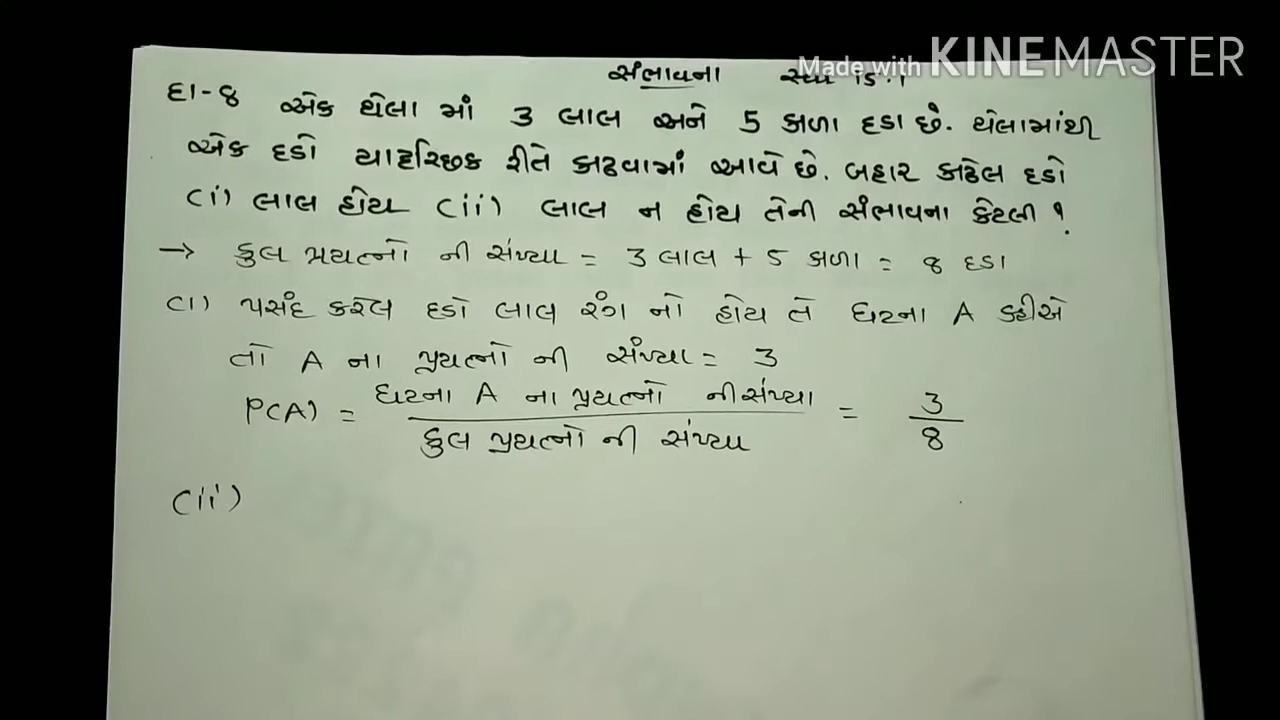 Made with KINEMASTER
સંભાવના
દા-8 એક થેલા માં 3 લાલ અને 5 કાળા દડા છે. થેલામાંથી
એક દડો યાદચ્છિક રીતે કાઢવામાં આવે છે. બહાર કાઢેલ દડો
(i) લાલ હોય (ii) લાલ ન હોય તેની સંભાવના કેટલી ?
→ કુલ પ્રયત્નો ની સંખ્યા = 3 લાલ + 5 કાળા = 8 દડા
(i) પસંદ કરેલ દડો લાલ રંગ નો હોય તે ઘટના A કહીએ
તો A ના પ્રયત્નો ની સંખ્યા = 3
P(A) = ઘટના A ના પ્રયત્નો ની સંખ્યા / કુલ પ્રયત્નો ની સંખ્યા = 3 / 8
(ii)